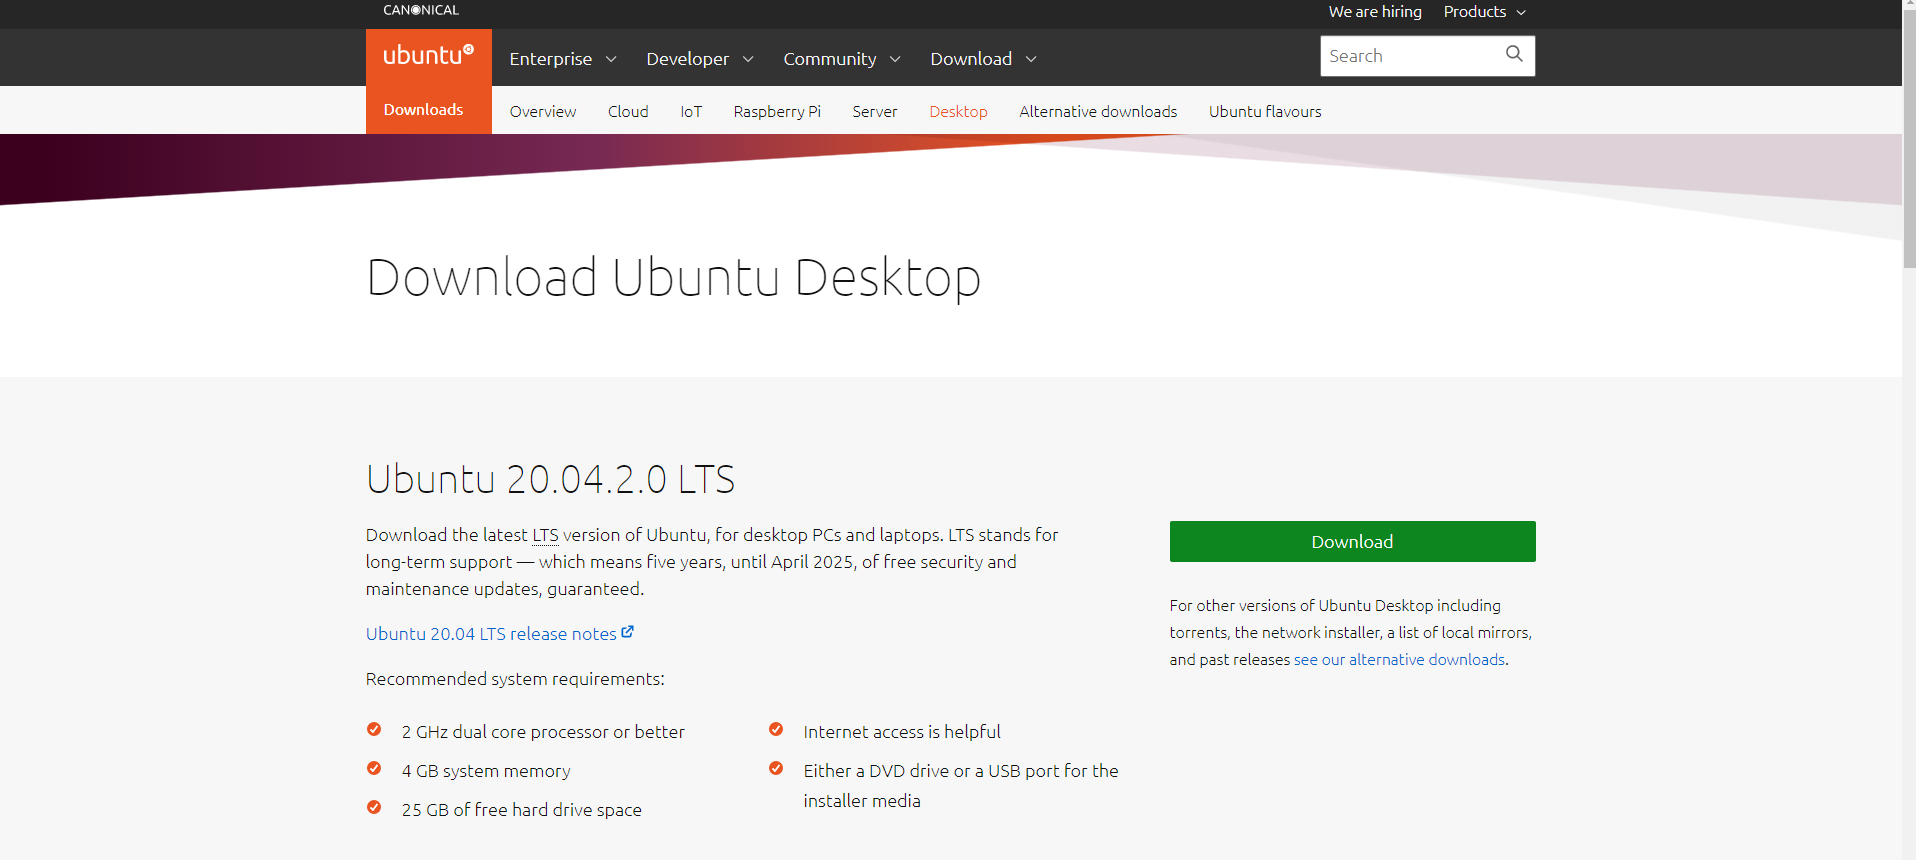 CANONICAL
We are hiring
Products
ubuntu
Enterprise
Developer
Community
Download
Search
Downloads
Overview
Cloud
IoT
Raspberry Pi
Server
Desktop
Alternative downloads
Ubuntu flavours
Download Ubuntu Desktop
Ubuntu 20.04.2.0 LTS
Download the latest LTS version of Ubuntu, for desktop PCs and laptops. LTS stands for
long-term support — which means five years, until April 2025, of free security and
maintenance updates, guaranteed.
Ubuntu 20.04 LTS release notes
Recommended system requirements:
2 GHz dual core processor or better
4 GB system memory
25 GB of free hard drive space
Internet access is helpful
Either a DVD drive or a USB port for the
installer media
Download
For other versions of Ubuntu Desktop including
torrents, the network installer, a list of local mirrors,
and past releases see our alternative downloads.